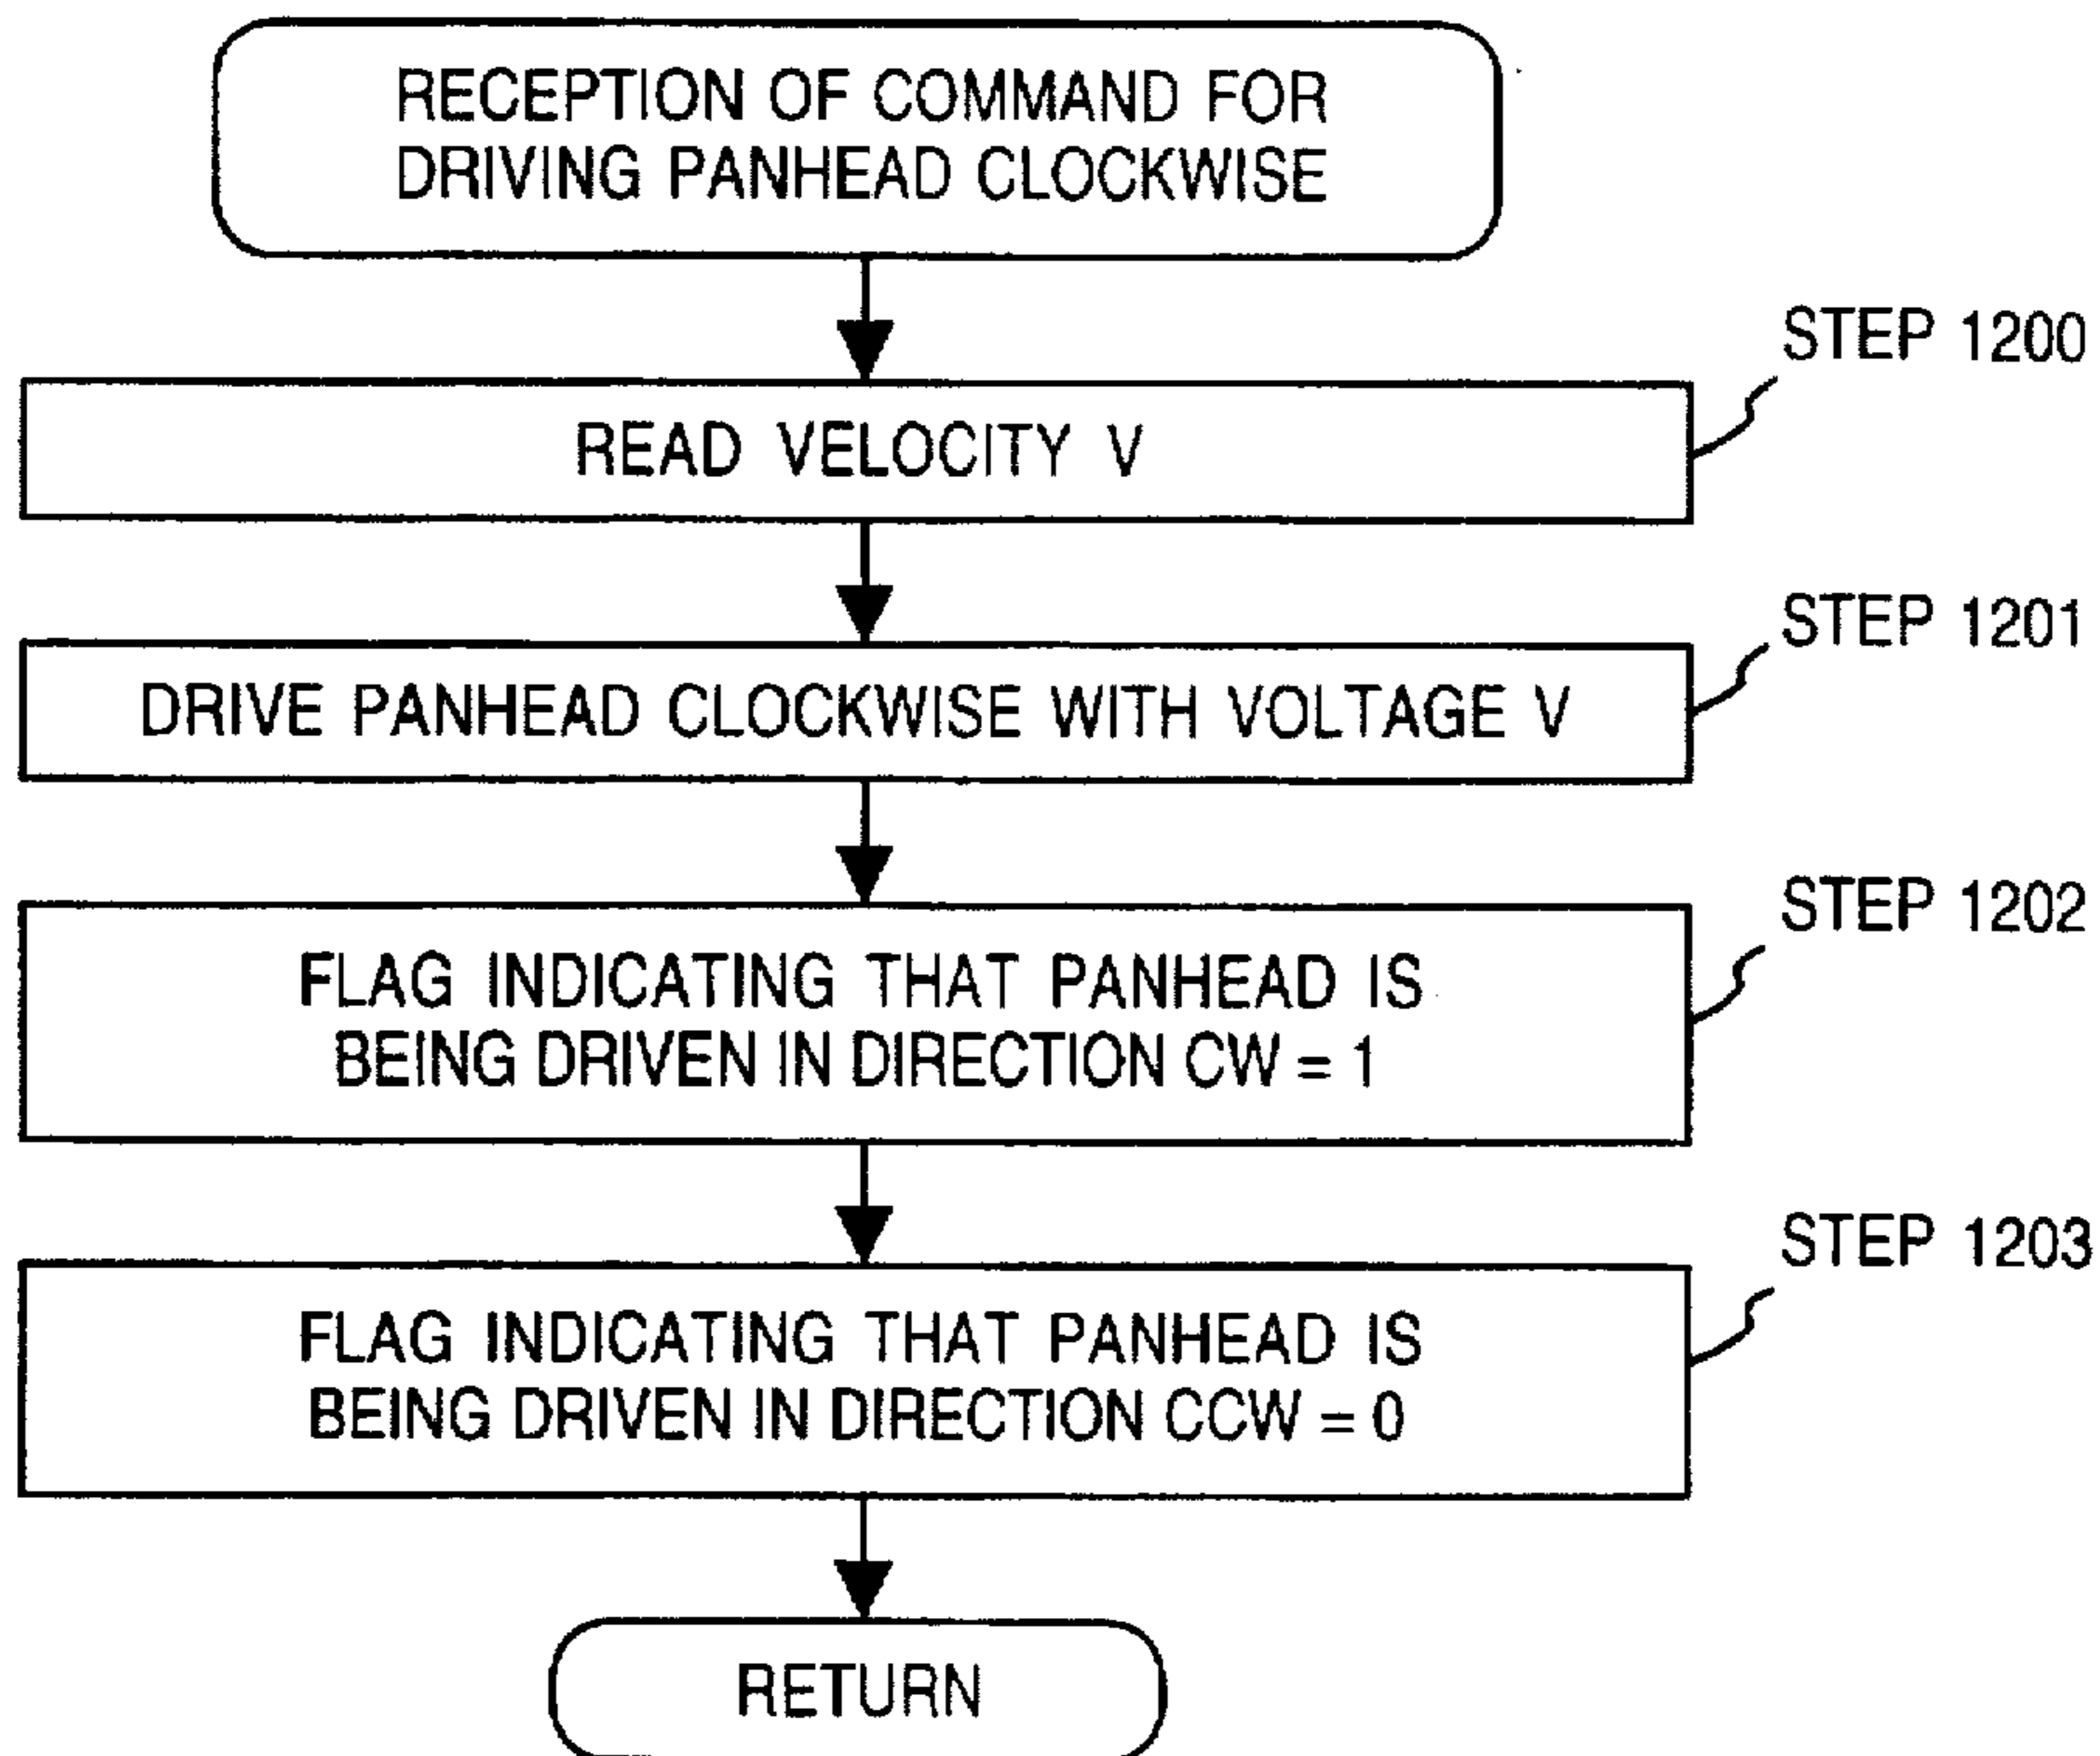 RECEPTION OF COMMAND FOR
DRIVING PANHEAD CLOCKWISE
STEP 1200
READ VELOCITY V
STEP 1201
DRIVE PANHEAD CLOCKWISE WITH VOLTAGE V
STEP 1202
FLAG INDICATING THAT PANHEAD IS
BEING DRIVEN IN DIRECTION CW = 1
STEP 1203
FLAG INDICATING THAT PANHEAD IS
BEING DRIVEN IN DIRECTION CCW = 0
RETURN